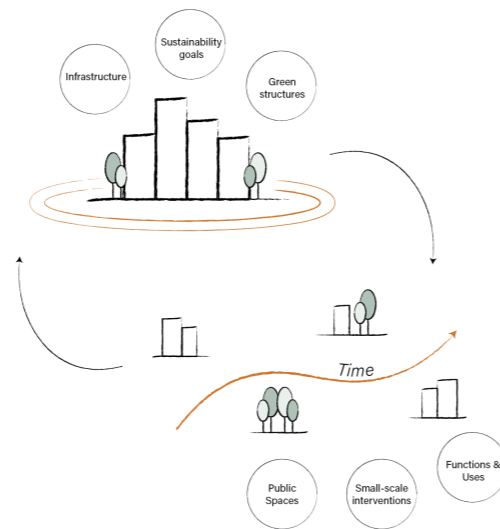 Sustainability
goals
Infrastructure
Green
structures
Time
Functions &
Uses
Public
Spaces
Small-scale
interventions